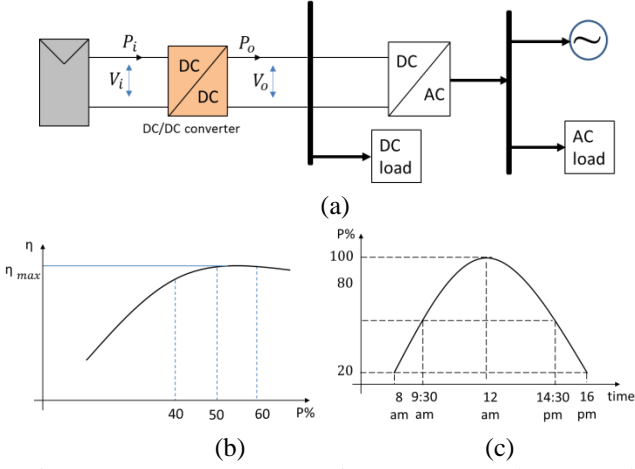 P_i
P_o
V_i
V_o
DC
DC
DC/DC converter
DC
AC
DC
load
AC
load
(a)
η
η max
40 50 60 P%
(b)
P%
100
80
20
8 9:30 12 14:30 16 time
am am am pm pm
(c)